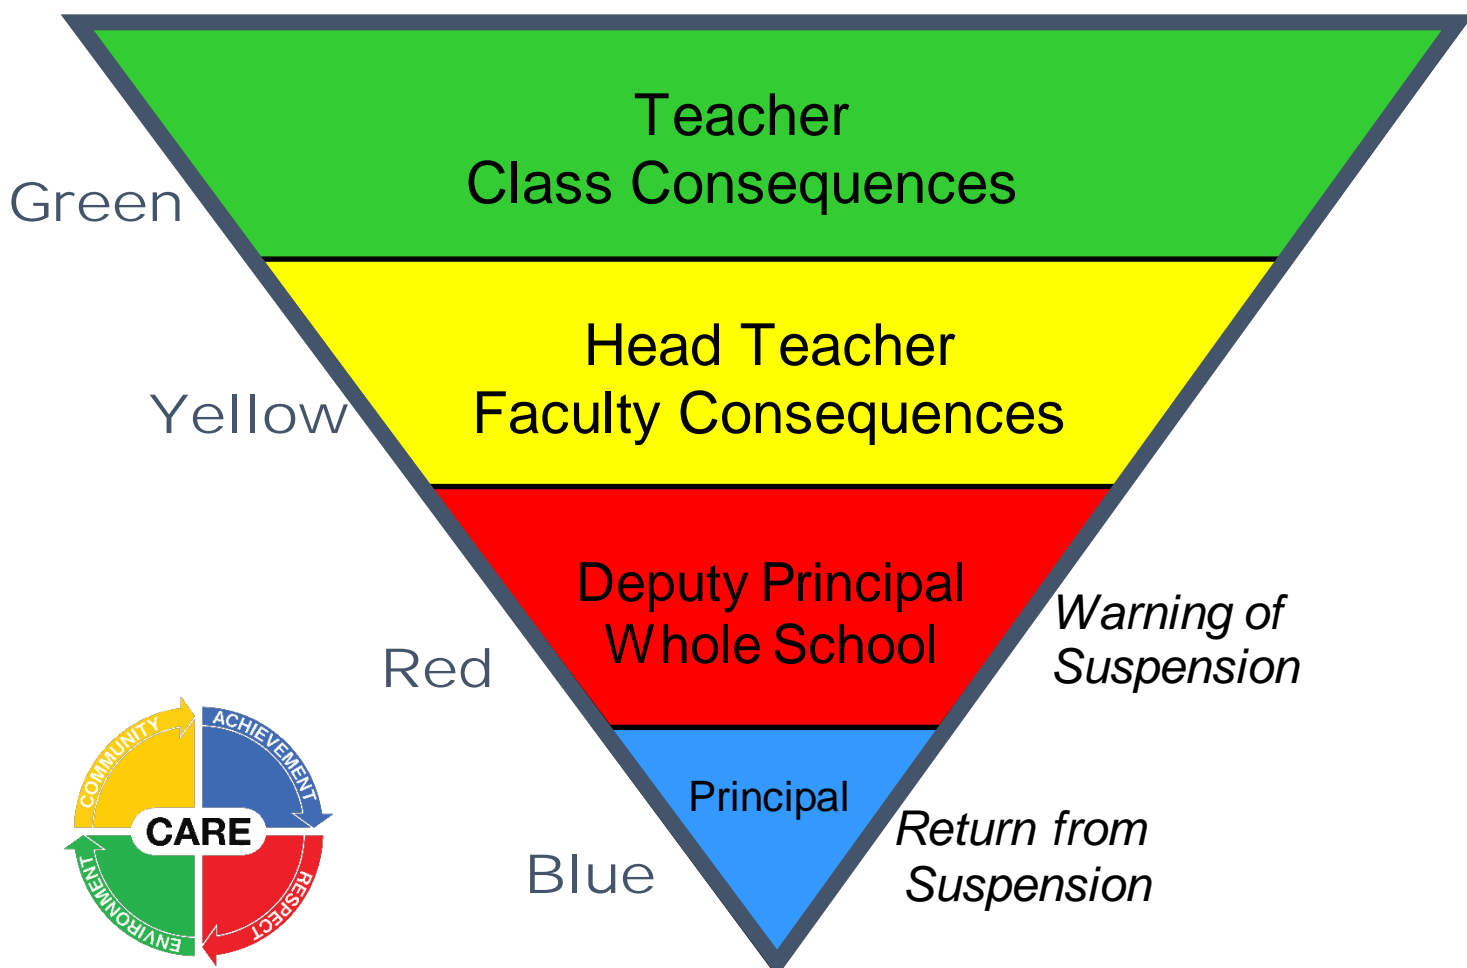 Teacher
Class Consequences
Green
Head Teacher
Faculty Consequences
Yellow
Deputy Principal
Whole School
Red
Warning of
Suspension
Principal
Blue
Return from
Suspension
COMMUNITY
ACHIEVEMENT
CARE
ENVIRONMENT
RESPECT